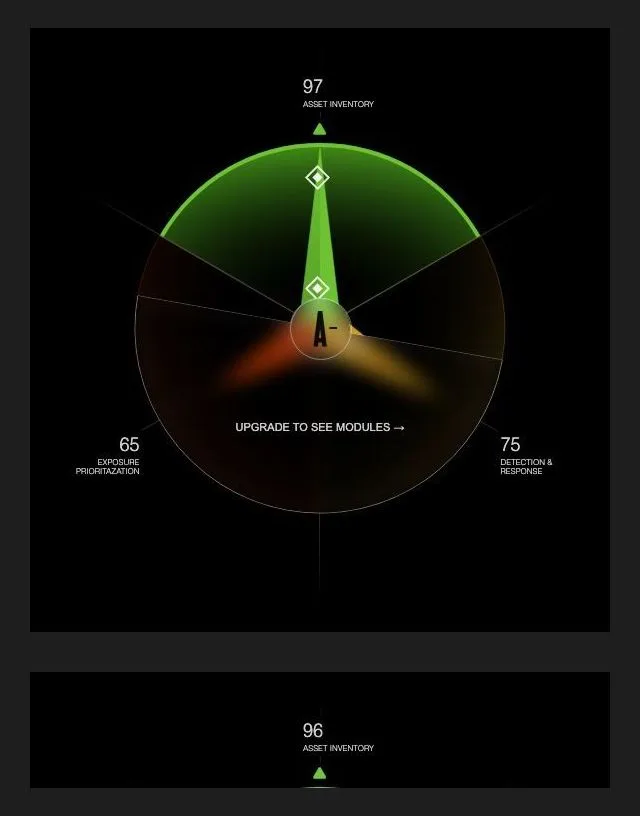 97
ASSET INVENTORY
A-
UPGRADE TO SEE MODULES →
65
EXPOSURE
PRIORITAZATION
75
DETECTION &
RESPONSE
96
ASSET INVENTORY